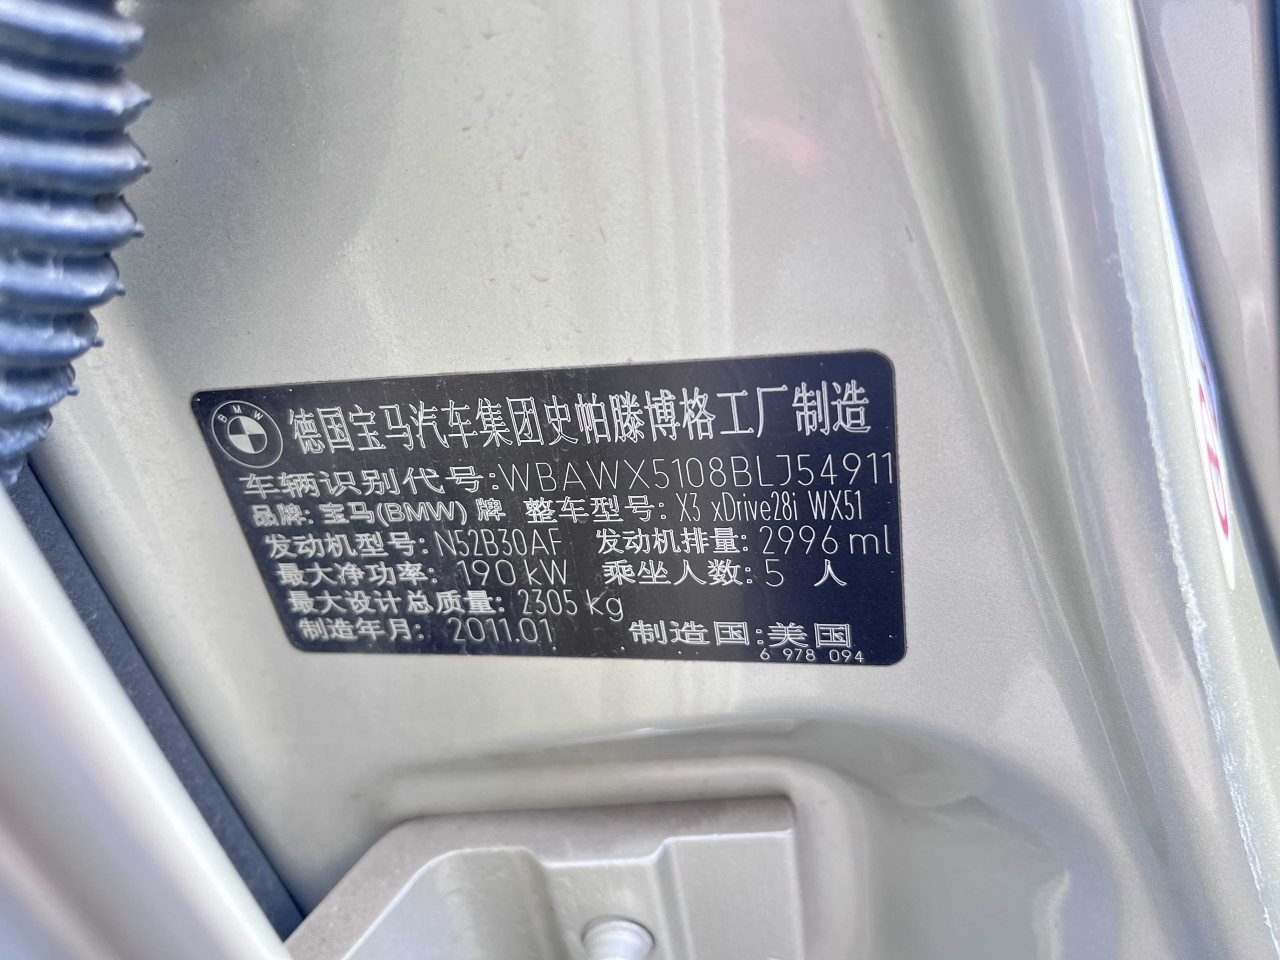 BMW
德国宝马汽车集团史帕滕博格工厂制造
车辆识别代号:WBAWX5108BLJ54911
品牌: 宝马(BMW) 牌 整车型号: X3 xDrive28i WX51
发动机型号: N52B30AF 发动机排量: 2996 ml
最大净功率: 190 kW 乘坐人数: 5 人
最大设计总质量: 2305 kg
制造年月: 2011.01 制造国:美国
6 978 094